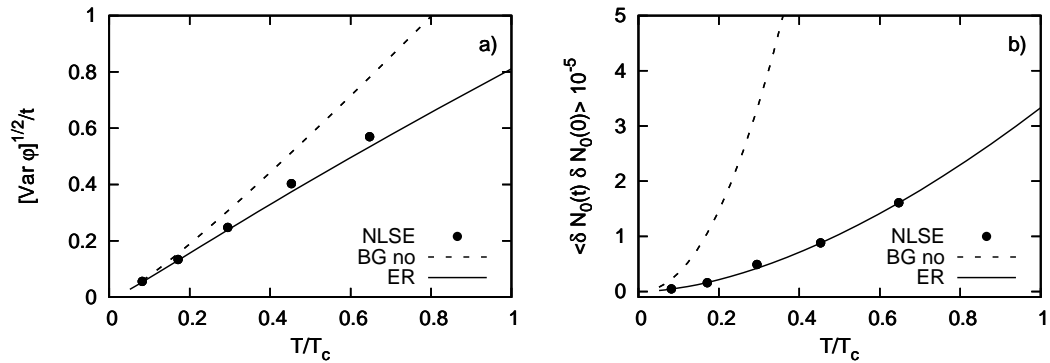 a)
[Var φ]^{1/2}/t
1
0.8
0.6
0.4
0.2
0
NLSE
BG no
ER
0 0.2 0.4 0.6 0.8 1
T/T_c
b)
<δ N_0(t) δ N_0(0)> 10^{-5}
5
4
3
2
1
0
NLSE
BG no
ER
0 0.2 0.4 0.6 0.8 1
T/T_c